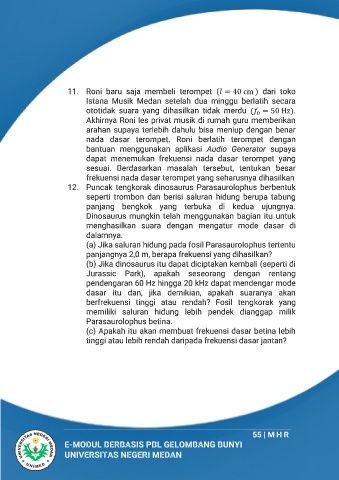 11. Roni baru saja membeli terompet (l = 40 cm ) dari toko
Istana Musik Medan setelah dua minggu berlatih secara
ototidak suara yang dihasilkan tidak merdu (f₀ = 50 Hz).
Akhirnya Roni les privat musik di rumah guru memberikan
arahan supaya terlebih dahulu bisa meniup dengan benar
nada dasar terompet. Roni berlatih terompet dengan
bantuan menggunakan aplikasi Audio Generator supaya
dapat menemukan frekuensi nada dasar terompet yang
sesuai. Berdasarkan masalah tersebut, tentukan besar
frekuensi nada dasar terompet yang seharusnya dihasilkan
12. Puncak tengkorak dinosaurus Parasaurolophus berbentuk
seperti trombon dan berisi saluran hidung berupa tabung
panjang bengkok yang terbuka di kedua ujungnya.
Dinosaurus mungkin telah menggunakan bagian itu untuk
menghasilkan suara dengan mengatur mode dasar di
dalamnya.
(a) Jika saluran hidung pada fosil Parasaurolophus tertentu
panjangnya 2,0 m, berapa frekuensi yang dihasilkan?
(b) Jika dinosaurus itu dapat diciptakan kembali (seperti di
Jurassic Park), apakah seseorang dengan rentang
pendengaran 60 Hz hingga 20 kHz dapat mendengar mode
dasar itu dan, jika demikian, apakah suaranya akan
berfrekuensi tinggi atau rendah? Fosil tengkorak yang
memiliki saluran hidung lebih pendek dianggap milik
Parasaurolophus betina.
(c) Apakah itu akan membuat frekuensi dasar betina lebih
tinggi atau lebih rendah daripada frekuensi dasar jantan?
55 | M H R
E-MODUL BERBASIS PBL GELOMBANG BUNYI
UNIVERSITAS NEGERI MEDAN
UNIVERSITAS NEGERI MEDAN
UNIMED